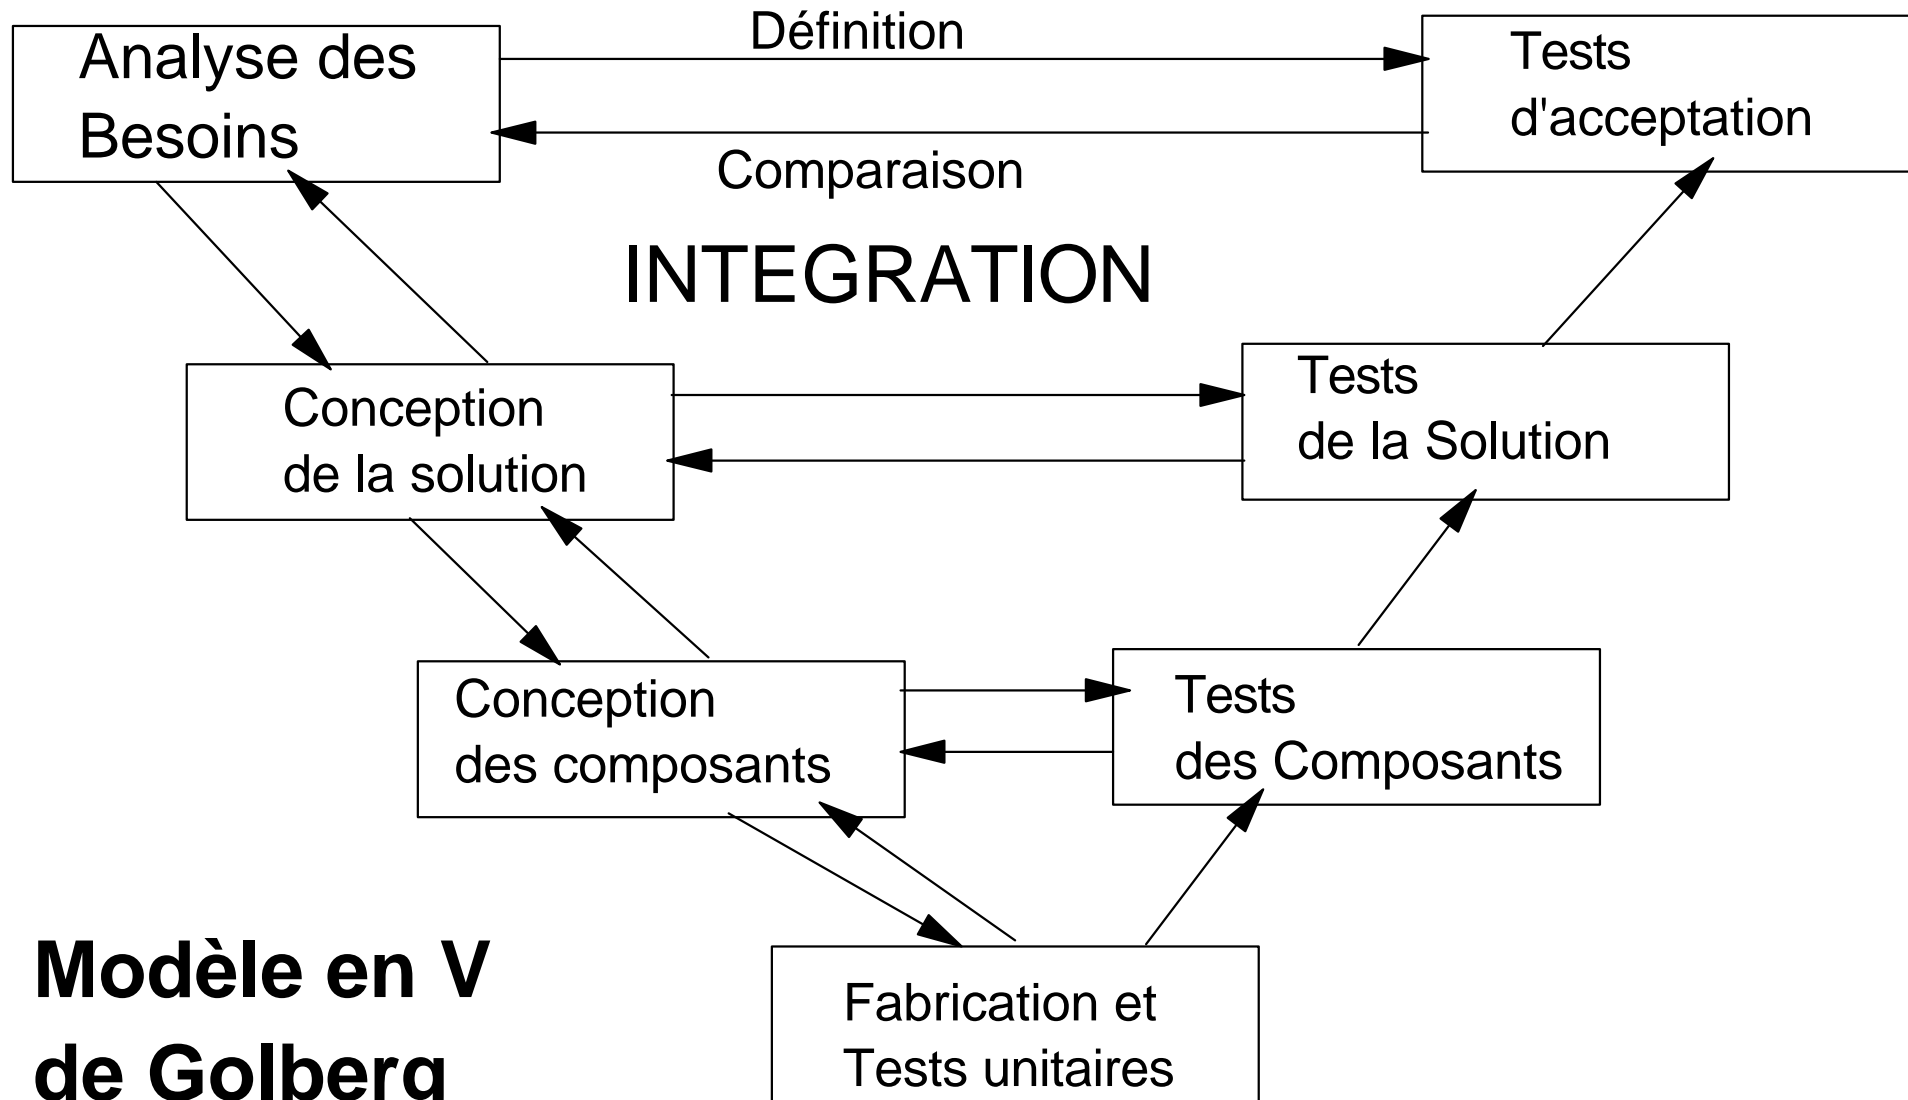 Définition
Analyse des
Besoins
Tests
d'acceptation
Comparaison
INTEGRATION
Conception
de la solution
Tests
de la Solution
Conception
des composants
Tests
des Composants
Modèle en V
de Golberg
Fabrication et
Tests unitaires